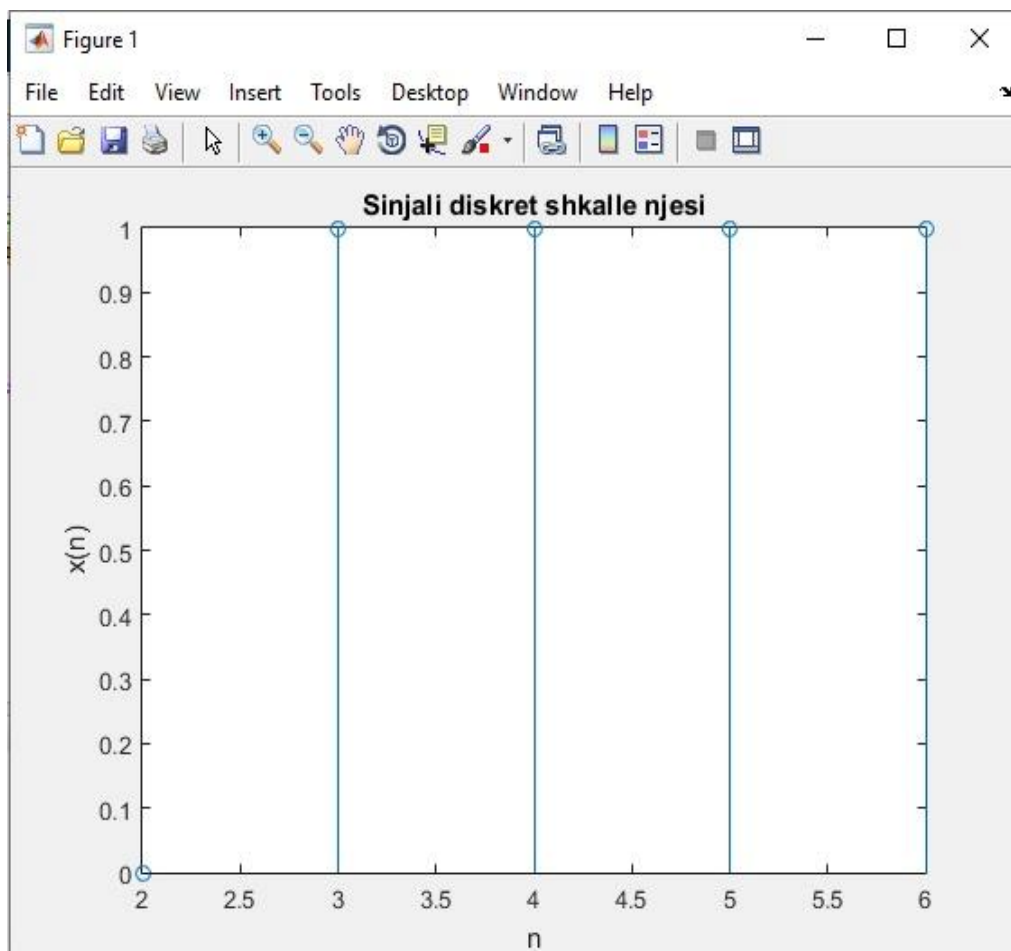 Figure 1
File Edit View Insert Tools Desktop Window Help
Sinjali diskret shkalle njesi
1
0.9
0.8
0.7
0.6
0.5
0.4
0.3
0.2
0.1
0
x(n)
2 2.5 3 3.5 4 4.5 5 5.5 6
n